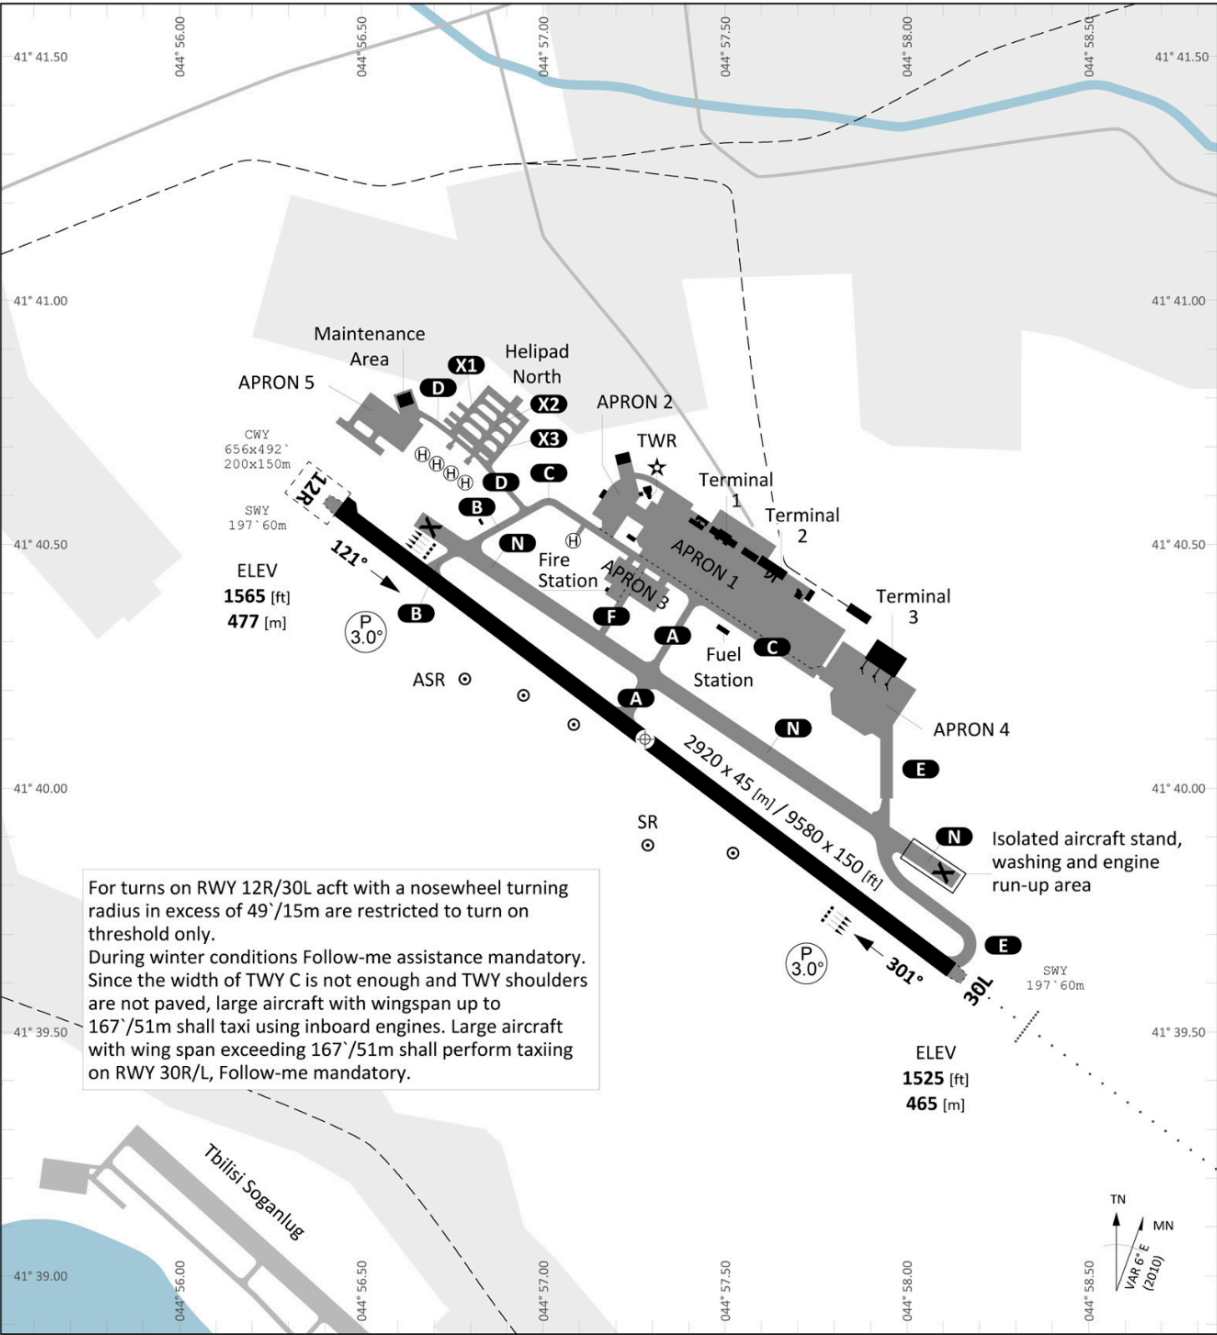 044° 56.00
044° 56.50
044° 57.00
044° 57.50
044° 58.00
044° 58.50
41° 41.50
41° 41.50
41° 41.00
41° 41.00
Maintenance
Area
X1
Helipad
North
D
APRON 5
X2
APRON 2
X3
TWR
CWY
656x492`
200x150m
H
H
H
H
C
D
Terminal
1
12R
B
Terminal
2
SWY
197`60m
X
N
H
41° 40.50
41° 40.50
121°
Fire
Station
APRON 1
APRON 3
ELEV
1565 [ft]
477 [m]
B
F
Terminal
3
P
3.0°
A
C
Fuel
Station
ASR
A
N
APRON 4
2920 x 45 [m] / 9580 x 150 [ft]
E
41° 40.00
41° 40.00
SR
N
Isolated aircraft stand,
washing and engine
run-up area
X
For turns on RWY 12R/30L acft with a nosewheel turning
radius in excess of 49`/15m are restricted to turn on
threshold only.
During winter conditions Follow-me assistance mandatory.
Since the width of TWY C is not enough and TWY shoulders
are not paved, large aircraft with wingspan up to
167`/51m shall taxi using inboard engines. Large aircraft
with wing span exceeding 167`/51m shall perform taxiing
on RWY 30R/L, Follow-me mandatory.
E
P
3.0°
301°
30L
SWY
197`60m
41° 39.50
41° 39.50
ELEV
1525 [ft]
465 [m]
Tbilisi Soganlug
TN
MN
VAR 6° E
(2010)
41° 39.00
41° 39.00
044° 56.00
044° 56.50
044° 57.00
044° 57.50
044° 58.00
044° 58.50